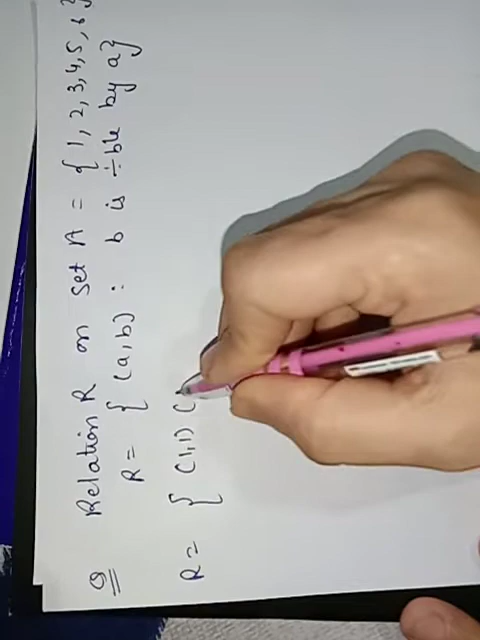 Q Relation R on set A = { 1, 2, 3, 4, 5, 6 }
R = { (a,b) : b is ÷ble by a }
R = { (1,1) (